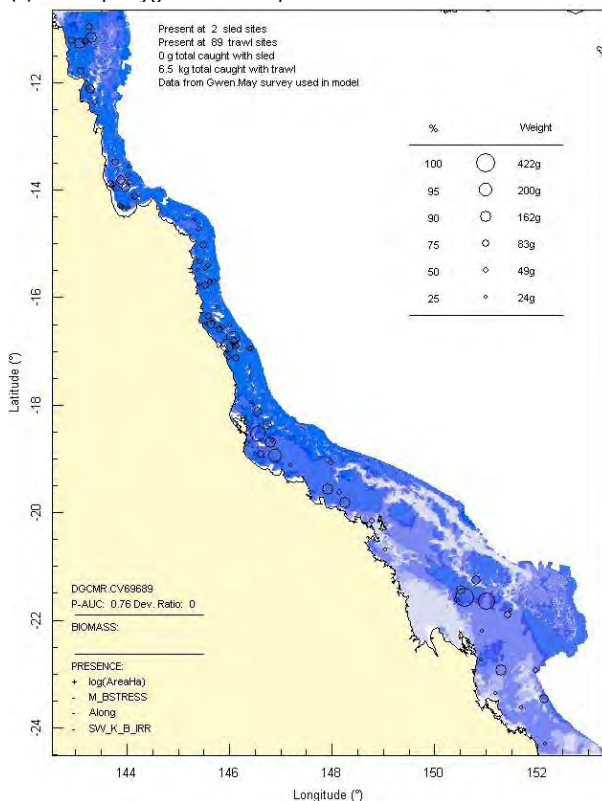 Present at 2 sled sites
Present at 89 trawl sites
0 g total caught with sled
6.5 kg total caught with trawl
Data from Gwen.May survey used in model
% Weight
100 422g
95 200g
90 162g
75 83g
50 49g
25 24g
-12
-14
-16
-18
-20
-22
-24
Latitude (°)
DGCMR.CV69689
P-AUC: 0.76 Dev. Ratio: 0
BIOMASS:
PRESENCE:
+ log(AreaHa)
- M_BSTRESS
- Along
- SW_K_B_IRR
144 146 148 150 152
Longitude (°)